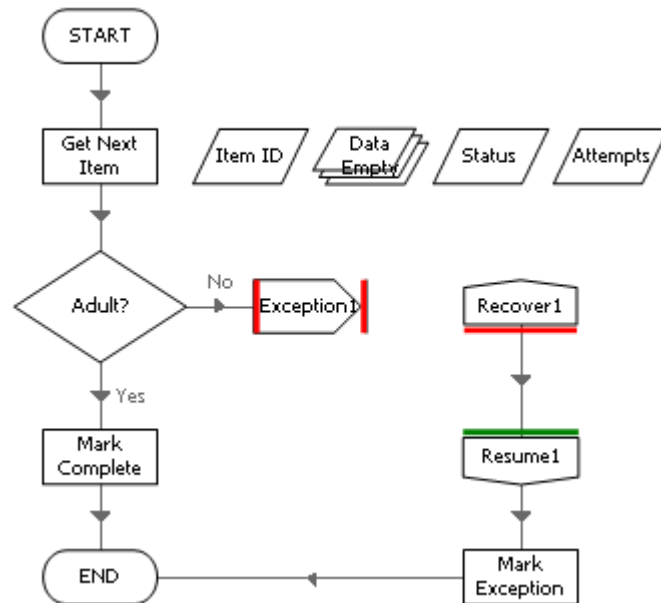 START
Get Next
Item
Item ID
Data
Empty
Status
Attempts
Adult?
No
Exception1
Recover1
Yes
Mark
Complete
Resume1
END
Mark
Exception